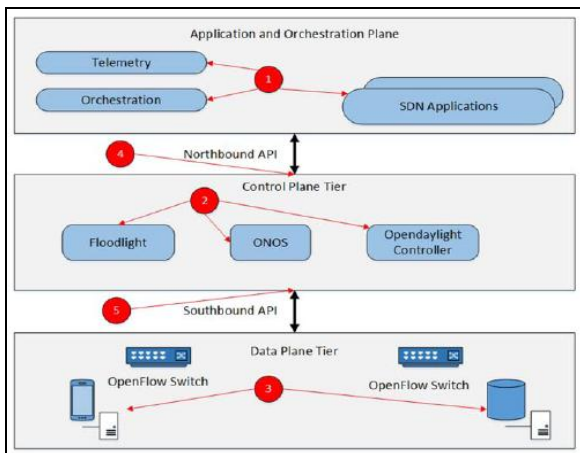 Application and Orchestration Plane
Telemetry
1
Orchestration
SDN Applications
4
Northbound API
Control Plane Tier
2
Floodlight
ONOS
Opendaylight
Controller
5
Southbound API
Data Plane Tier
OpenFlow Switch
OpenFlow Switch
3